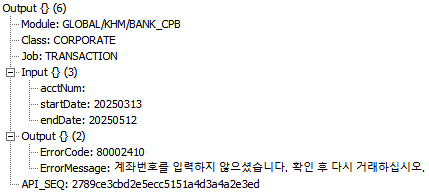 Output {} (6)
Module: GLOBAL/KHM/BANK_CPB
Class: CORPORATE
Job: TRANSACTION
Input {} (3)
acctNum:
startDate: 20250313
endDate: 20250512
Output {} (2)
ErrorCode: 80002410
ErrorMessage: 계좌번호를 입력하지 않으셨습니다. 확인 후 다시 거래하십시오.
API_SEQ: 2789ce3cbd2e5ecc5151a4d3a4a2e3ed